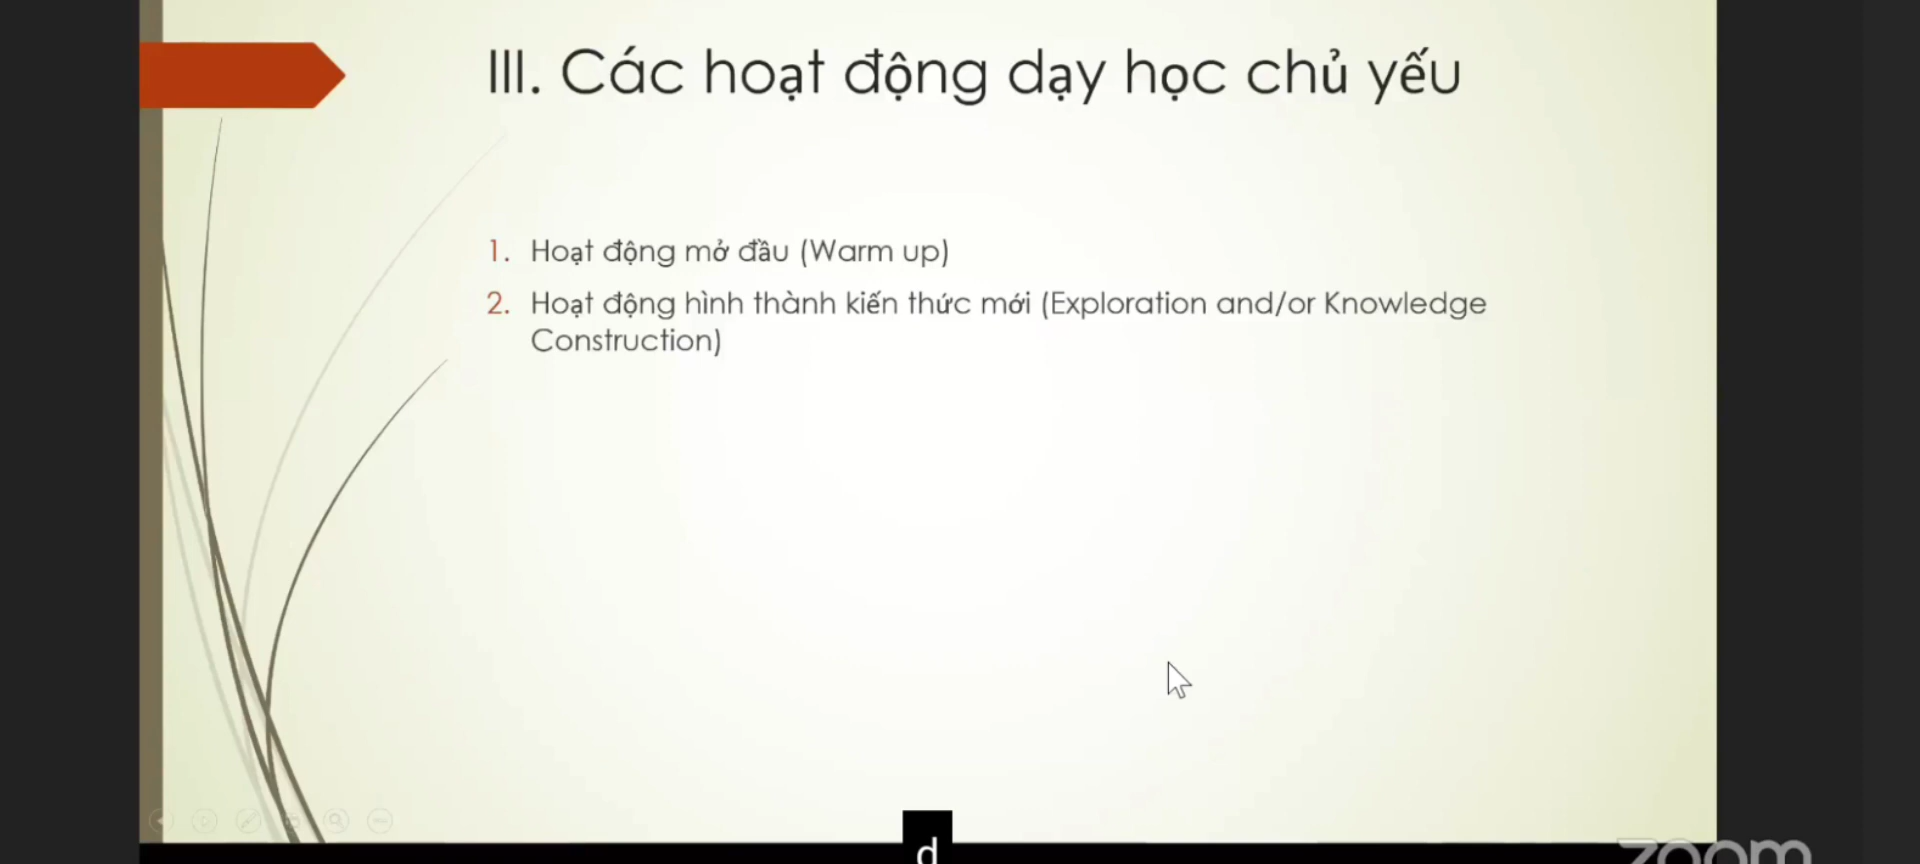 III. Các hoạt động dạy học chủ yếu
1. Hoạt động mở đầu (Warm up)
2. Hoạt động hình thành kiến thức mới (Exploration and/or Knowledge
Construction)
d
zoom